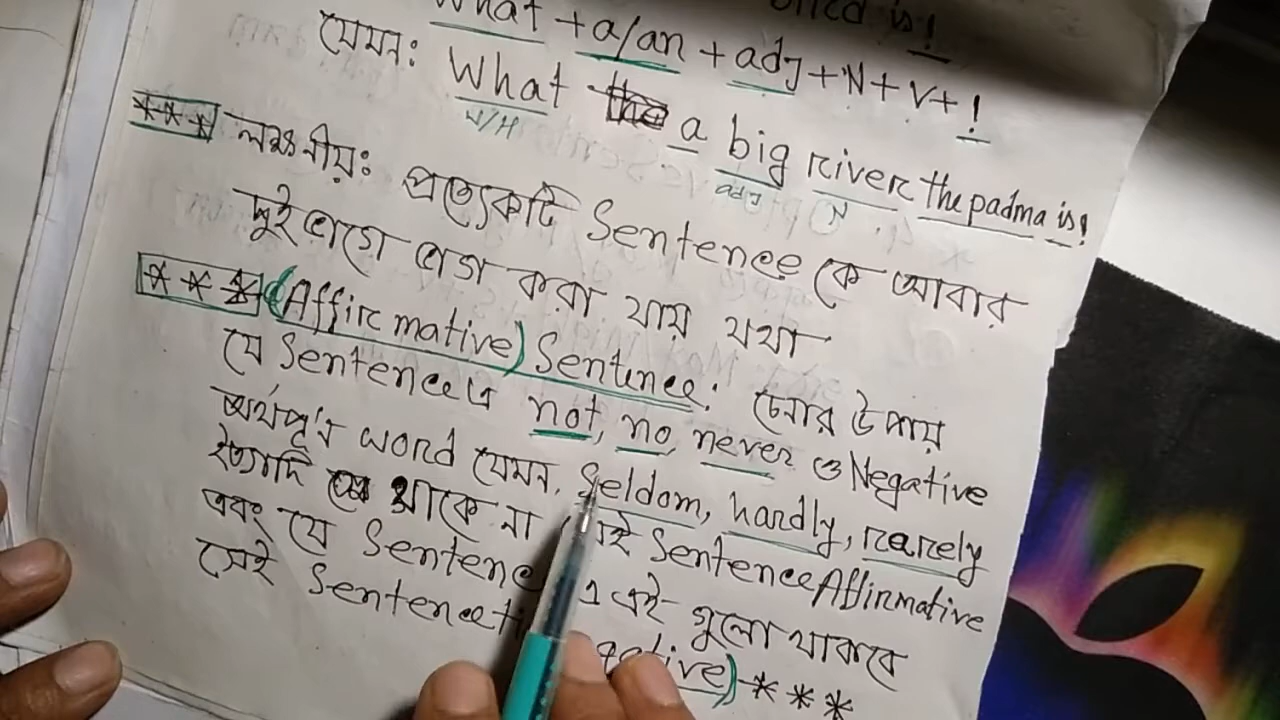 What + a/an + adj + N + V + !
যেমনঃ What a big river the padma is!
W/H adj N
*** লক্ষনীয়ঃ প্রত্যেকটি Sentence কে আবার
দুই ভাগে ভাগ করা যায় যথা
*** (Affirmative) Sentence: চেনার উপায়
যে Sentence এ not, no, never ও Negative
অর্থপূর্ন word যেমন, Seldom, hardly, rarely
ইত্যাদি থাকে না সেই Sentence Affirmative
এবং যে Sentence এ এই গুলো থাকবে
সেই Sentence ***